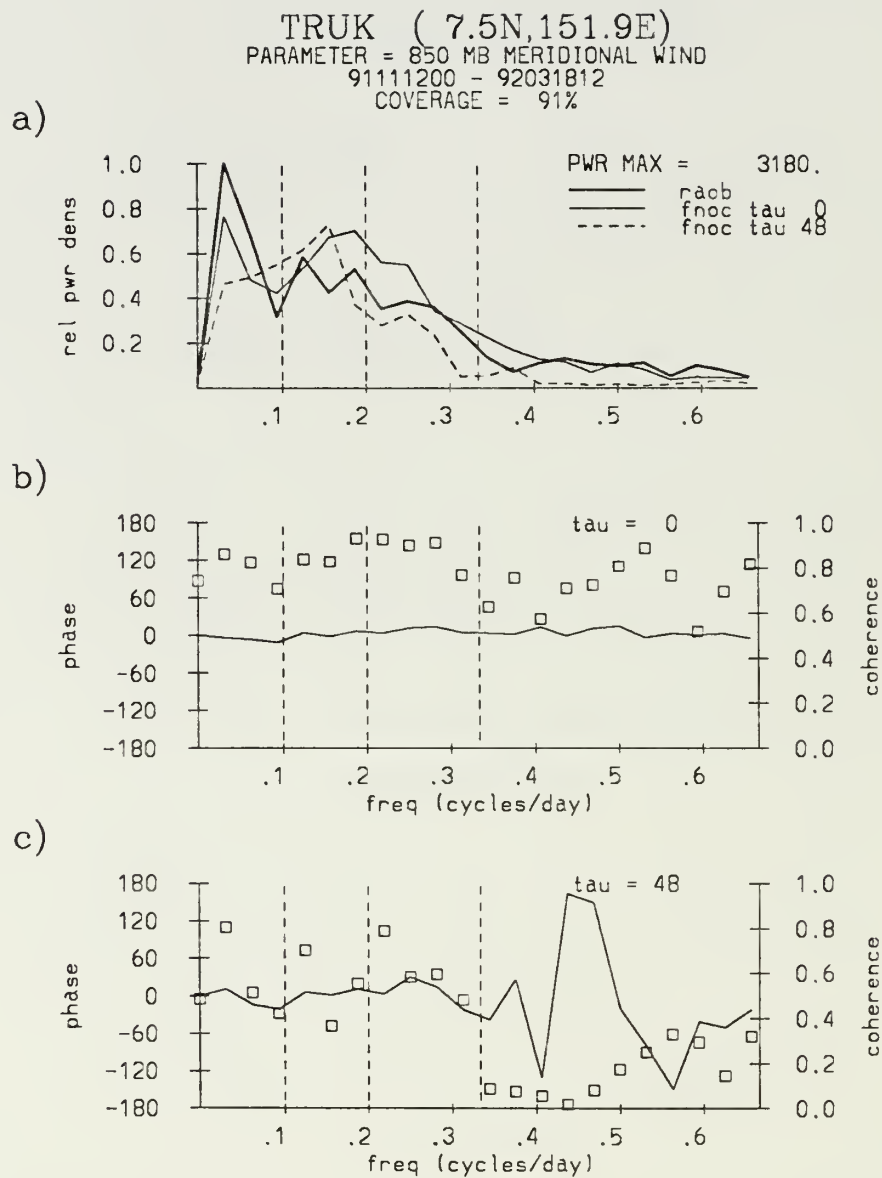 TRUK ( 7.5N,151.9E)
PARAMETER = 850 MB MERIDIONAL WIND
91111200 - 92031812
COVERAGE = 91%
a)
PWR MAX = 3180.
raob
fnoc tau 0
fnoc tau 48
rel pwr dens
1.0
0.8
0.6
0.4
0.2
.1 .2 .3 .4 .5 .6
b)
tau = 0
phase
180
120
60
0
-60
-120
-180
coherence
1.0
0.8
0.6
0.4
0.2
0.0
.1 .2 .3 .4 .5 .6
freq (cycles/day)
c)
tau = 48
phase
180
120
60
0
-60
-120
-180
coherence
1.0
0.8
0.6
0.4
0.2
0.0
.1 .2 .3 .4 .5 .6
freq (cycles/day)